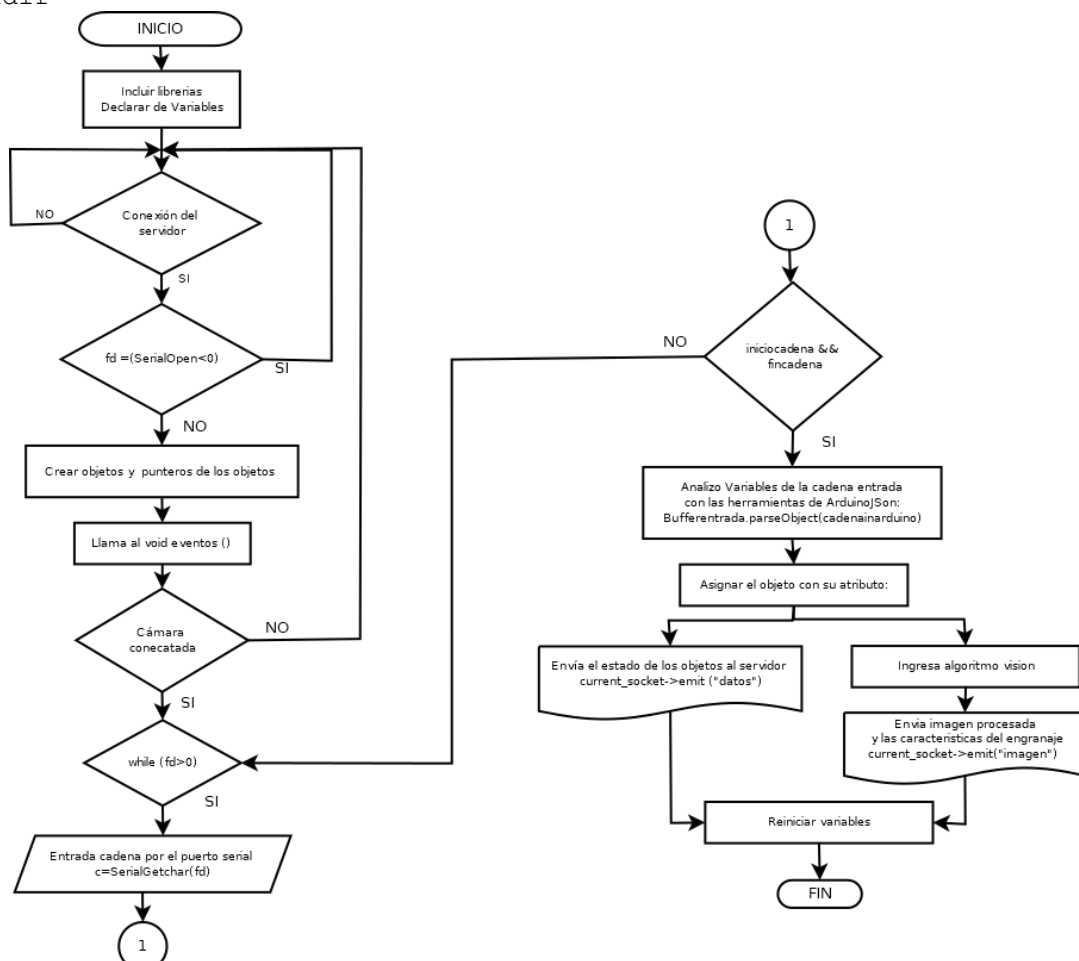 INICIO
Incluir librerias
Declarar de Variables
Conexión del
servidor
NO
SI
fd =(SerialOpen<0)
SI
NO
Crear objetos y punteros de los objetos
Llama al void eventos ()
Cámara
conecatada
NO
SI
while (fd>0)
SI
Entrada cadena por el puerto serial
c=SerialGetchar(fd)
1
1
iniciocadena &&
fincadena
NO
SI
Analizo Variables de la cadena entrada
con las herramientas de ArduinoJSon:
Bufferentrada.parseObject(cadenainarduino)
Asignar el objeto con su atributo:
Envía el estado de los objetos al servidor
current_socket->emit ("datos")
Ingresa algoritmo vision
Envia imagen procesada
y las caracteristicas del engranaje
current_socket->emit("imagen")
Reiniciar variables
FIN